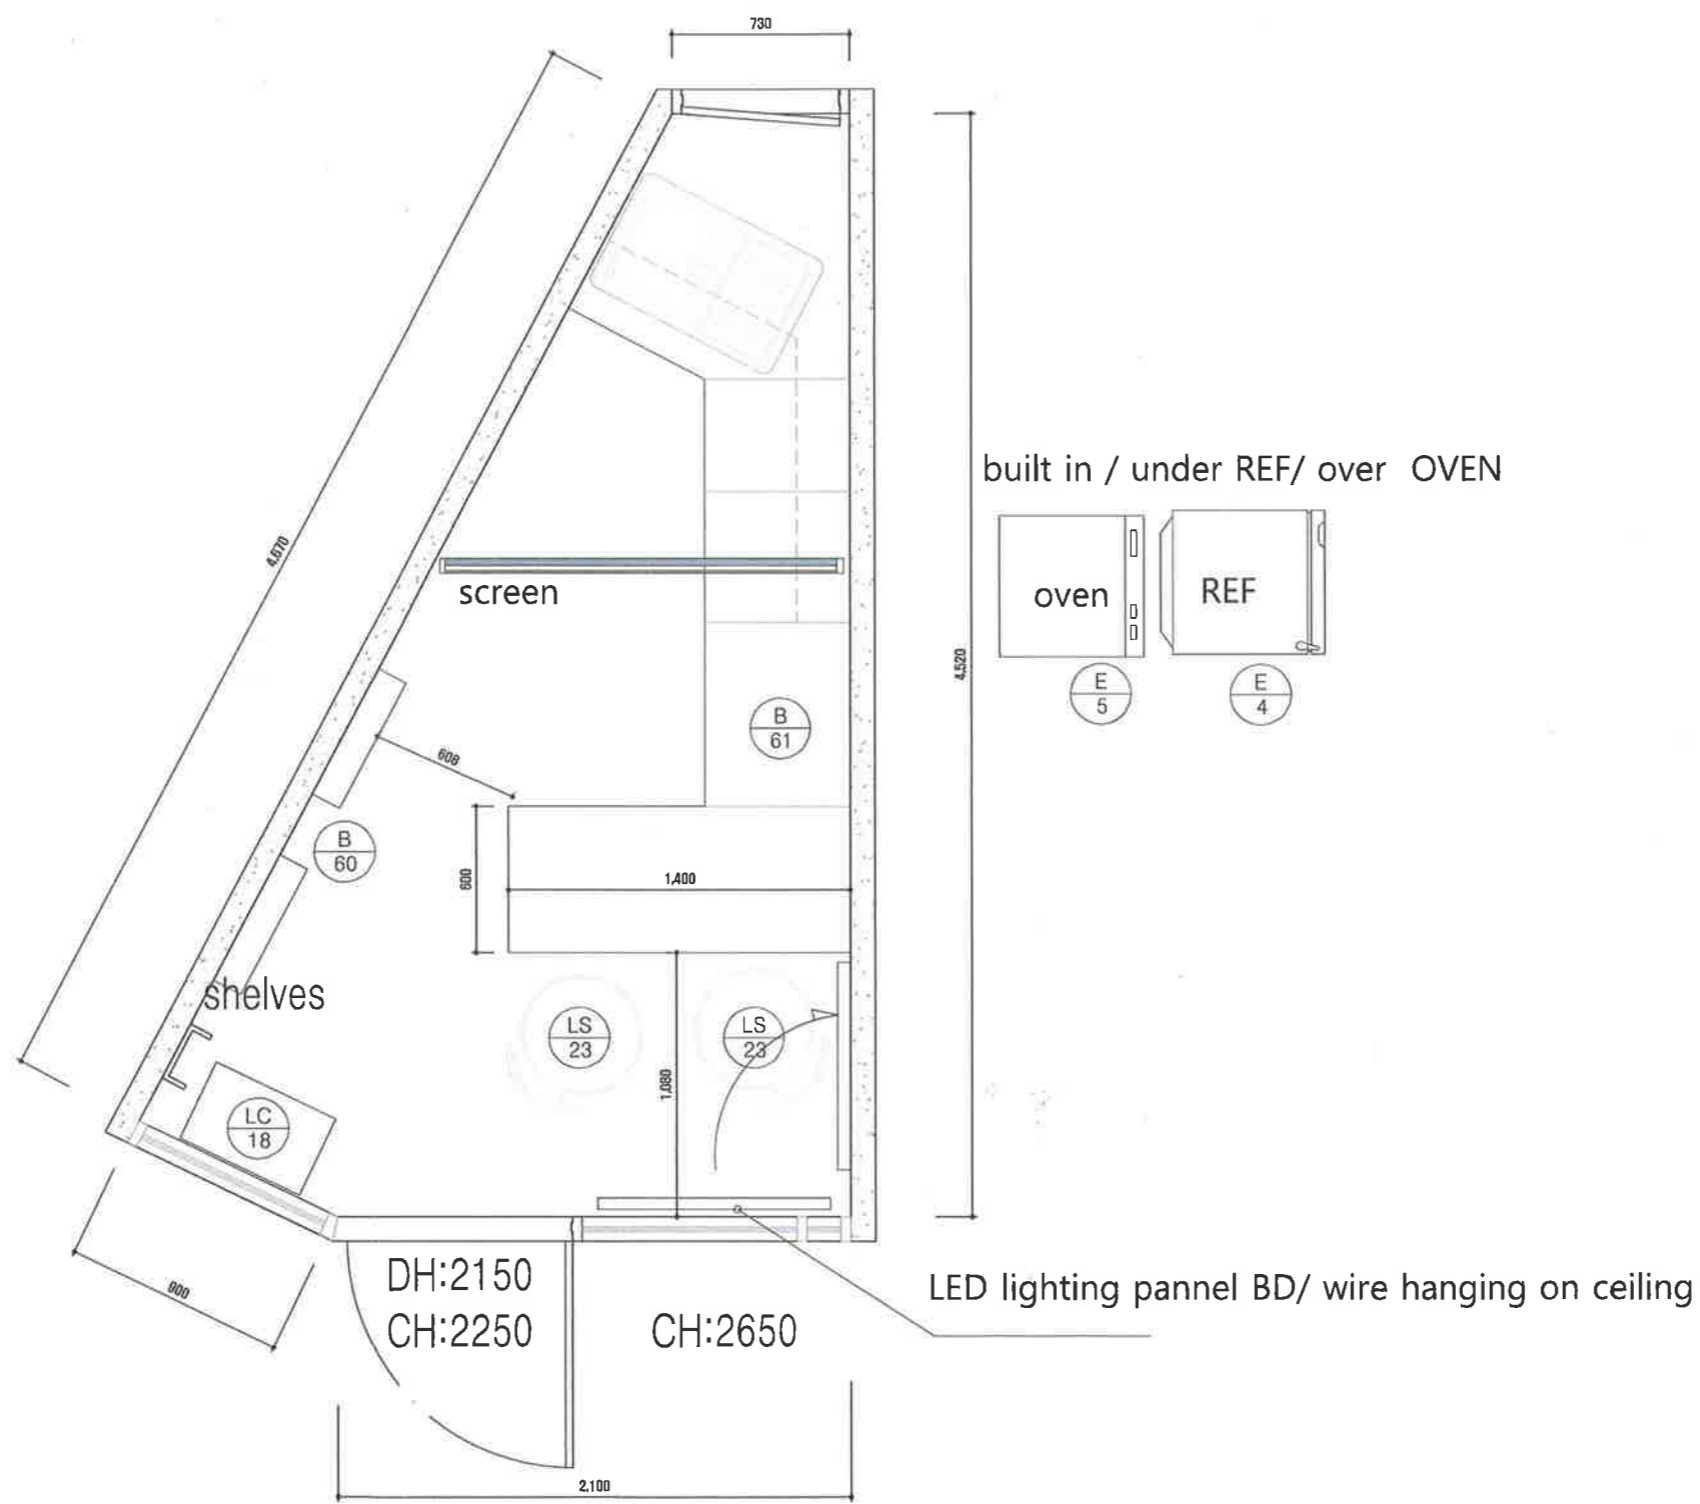 730
4,670
built in / under REF/ over OVEN
oven
REF
E
5
E
4
screen
4,520
B
61
608
B
60
600
1,400
shelves
LS
23
LS
23
1,080
LC
18
900
DH:2150
CH:2250
CH:2650
LED lighting pannel BD/ wire hanging on ceiling
2,100